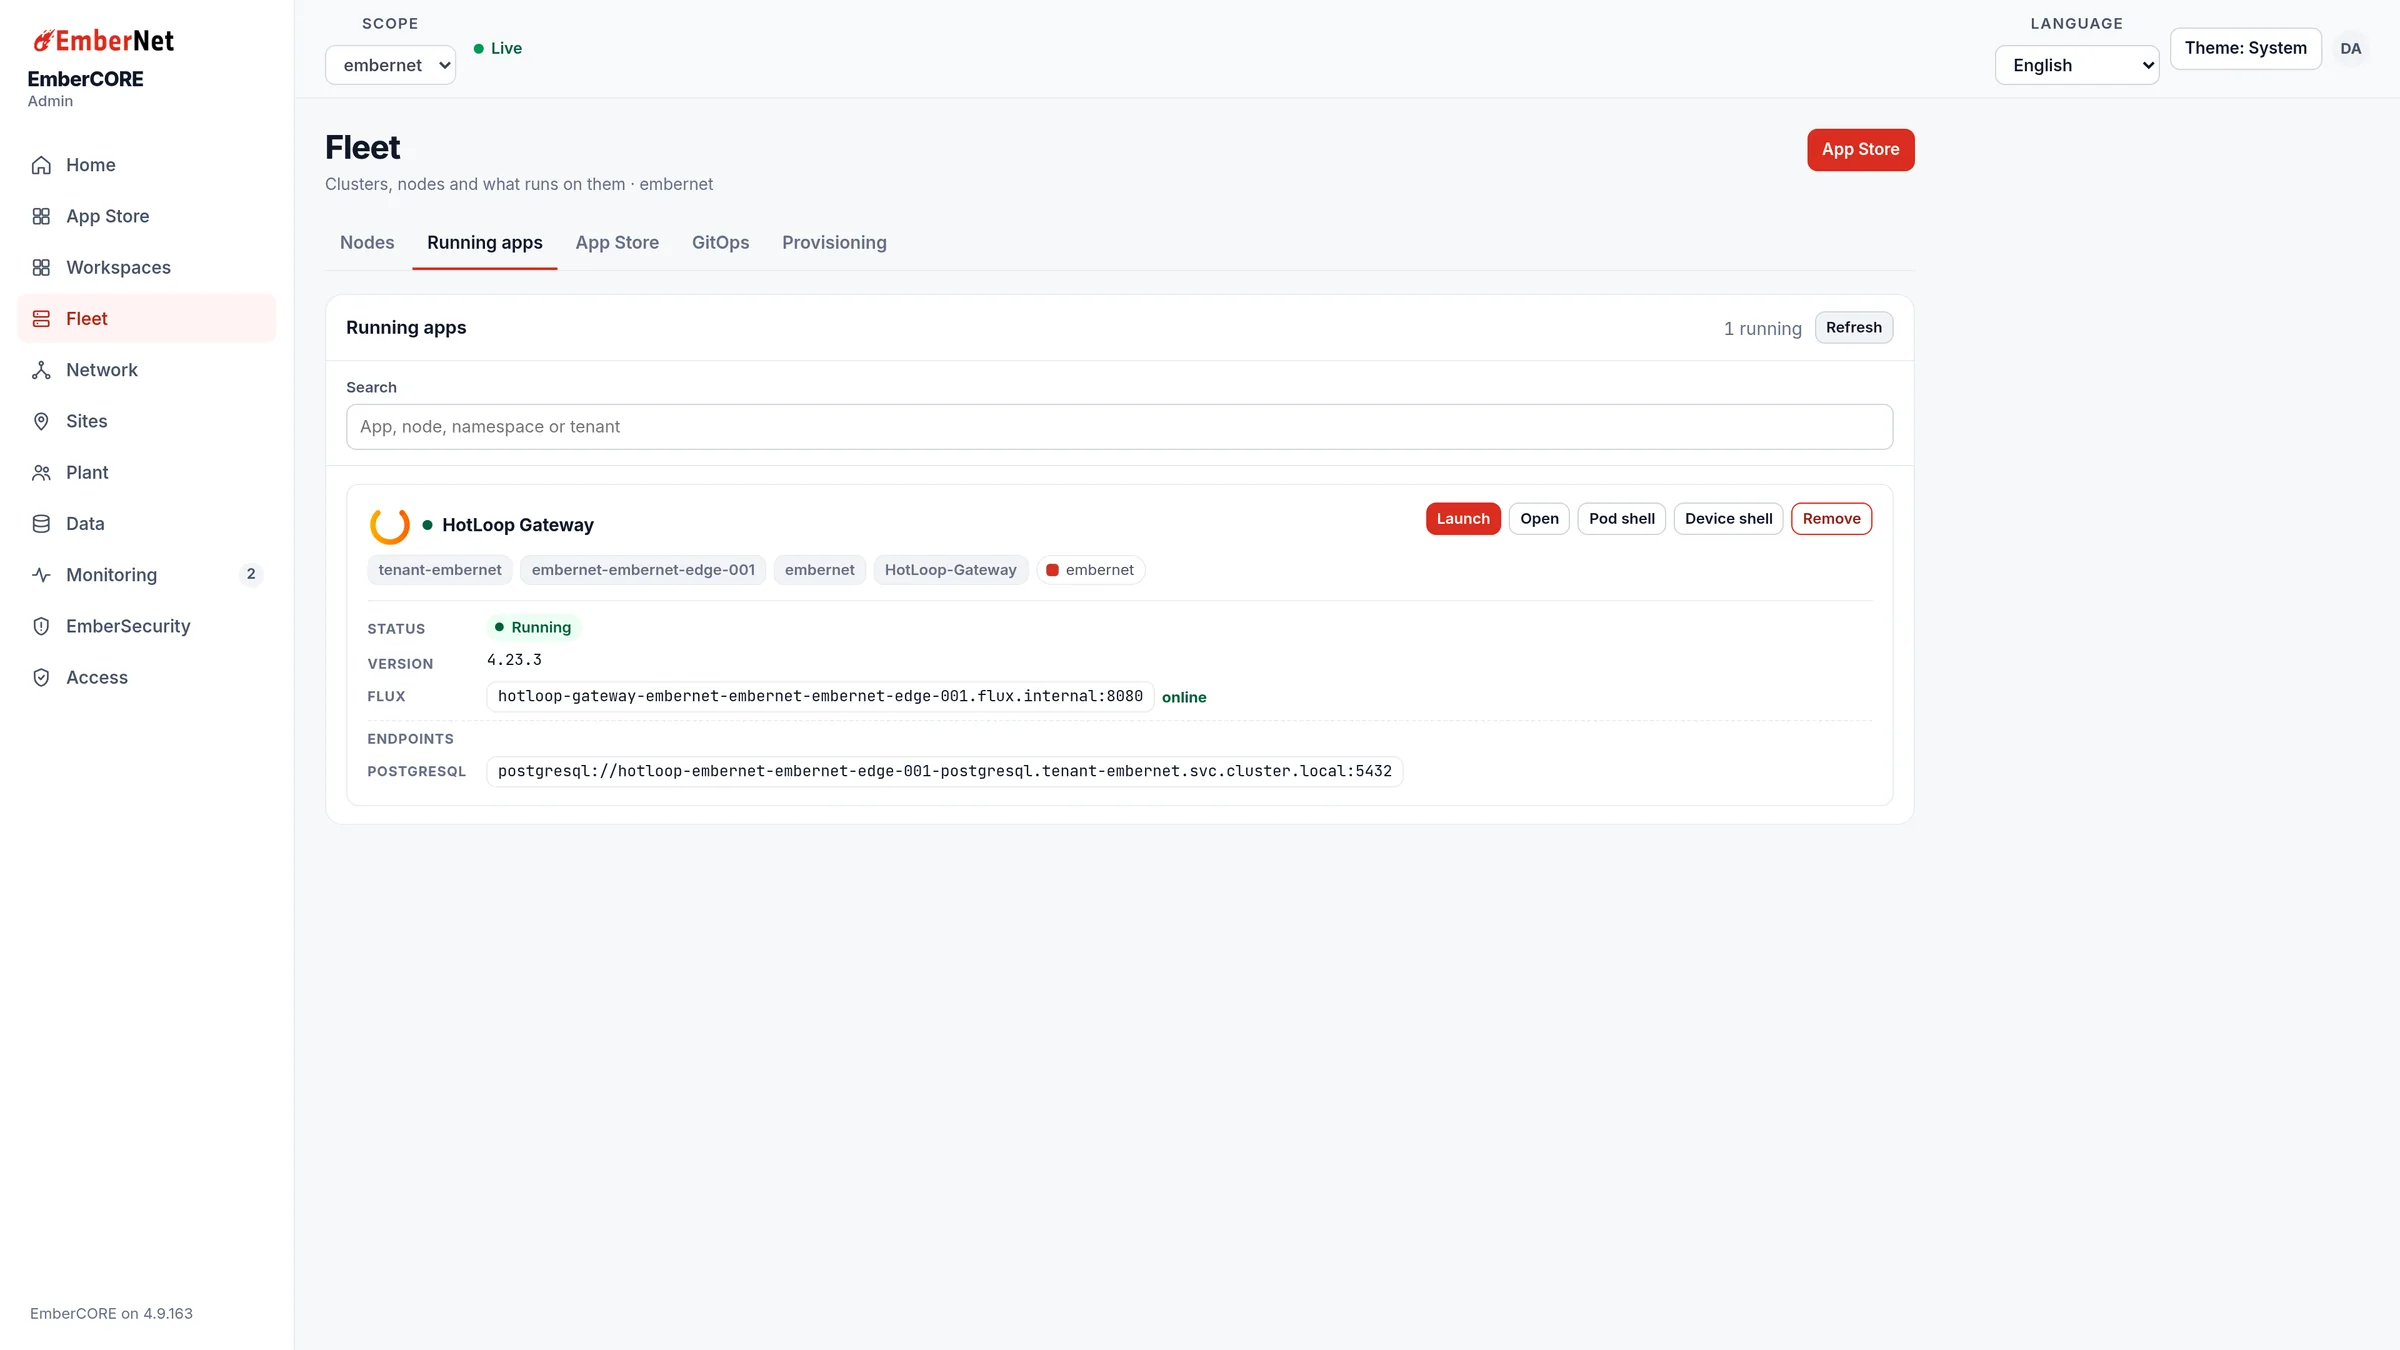 EmberNet
EmberCORE
Admin
Home
App Store
Workspaces
Fleet
Network
Sites
Plant
Data
Monitoring 2
EmberSecurity
Access
EmberCORE on 4.9.163
SCOPE
embernet
Live
LANGUAGE
English
Theme: System
DA
Fleet
Clusters, nodes and what runs on them · embernet
App Store
Nodes Running apps App Store GitOps Provisioning
Running apps
1 running Refresh
Search
App, node, namespace or tenant
HotLoop Gateway
Launch Open Pod shell Device shell Remove
tenant-embernet embernet-embernet-edge-001 embernet HotLoop-Gateway embernet
STATUS Running
VERSION 4.23.3
FLUX hotloop-gateway-embernet-embernet-embernet-edge-001.flux.internal:8080 online
ENDPOINTS
POSTGRESQL postgresql://hotloop-embernet-embernet-edge-001-postgresql.tenant-embernet.svc.cluster.local:5432